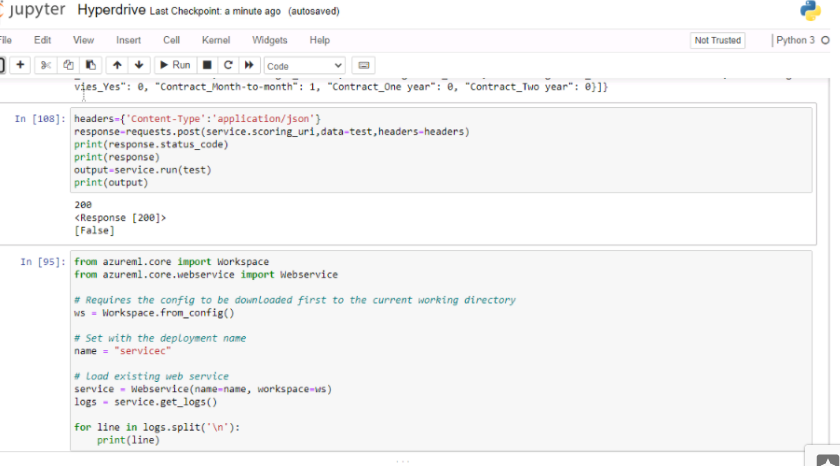 jupyter Hyperdrive Last Checkpoint: a minute ago (autosaved)
File Edit View Insert Cell Kernel Widgets Help Not Trusted Python 3
Run Code
vies_Yes": 0, "Contract_Month-to-month": 1, "Contract_One year": 0, "Contract_Two year": 0}]}
In [108]: headers={'Content-Type':'application/json'}
response=requests.post(service.scoring_uri,data=test,headers=headers)
print(response.status_code)
print(response)
output=service.run(test)
print(output)
200
<Response [200]>
[False]
In [95]: from azureml.core import Workspace
from azureml.core.webservice import Webservice
# Requires the config to be downloaded first to the current working directory
ws = Workspace.from_config()
# Set with the deployment name
name = "servicec"
# load existing web service
service = Webservice(name=name, workspace=ws)
logs = service.get_logs()
for line in logs.split('\n'):
    print(line)